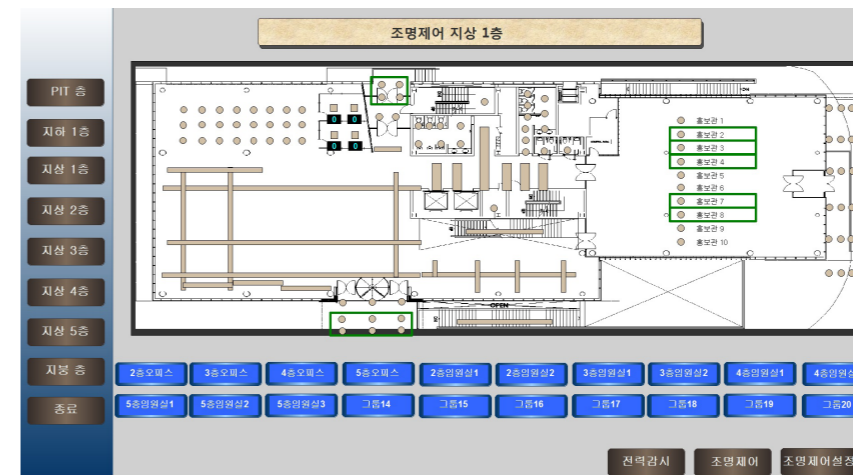 조명제어 지상 1층
PIT 층
지하 1층
지상 1층
지상 2층
지상 3층
지상 4층
지상 5층
지붕 층
종료
0 0
0 0
홍보관 1
홍보관 2
홍보관 3
홍보관 4
홍보관 5
홍보관 6
홍보관 7
홍보관 8
홍보관 9
홍보관 10
OPEN
2층오피스 3층오피스 4층오피스 5층오피스 2층임원실1 2층임원실2 3층임원실1 3층임원실2 4층임원실1 4층임원실
5층임원실1 5층임원실2 5층임원실3 그룹14 그룹15 그룹16 그룹17 그룹18 그룹19 그룹20
전력감시 조명제어 조명제어설정